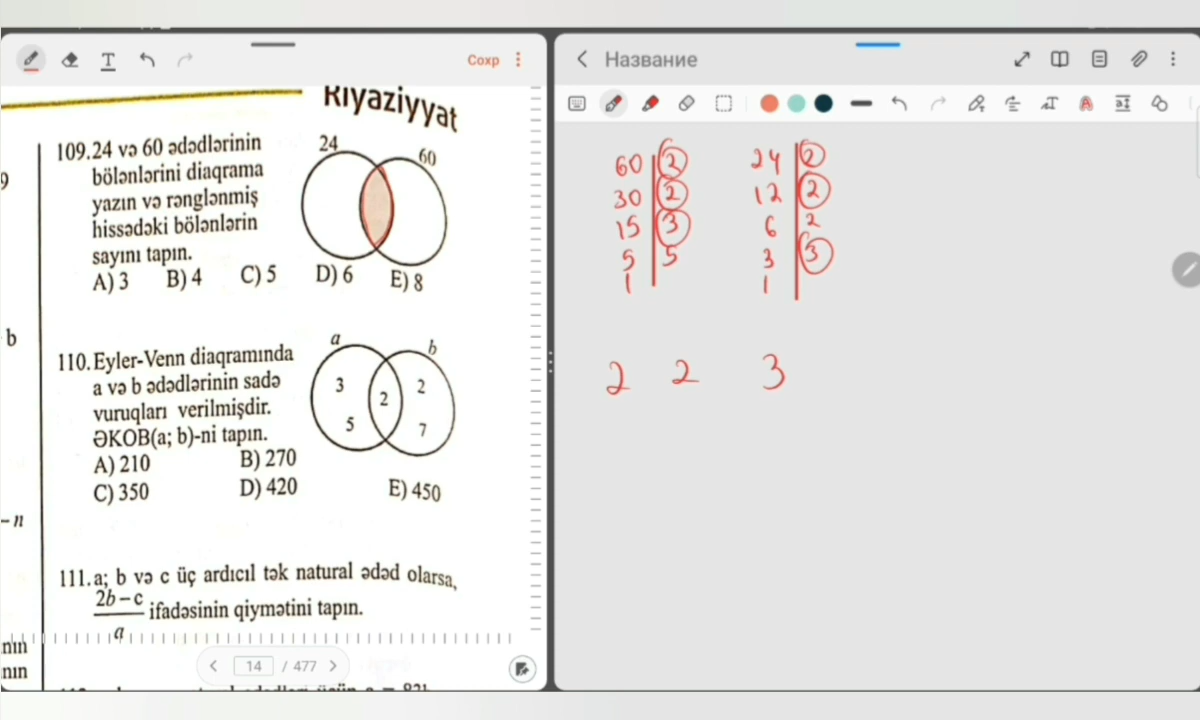 Сохр
Riyaziyyat
109. 24 və 60 ədədlərinin
bölənlərini diaqrama
yazın və rənglənmiş
hissədəki bölənlərin
sayını tapın.
A) 3 B) 4 C) 5 D) 6 E) 8
24
60
b
110. Eyler-Venn diaqramında
a və b ədədlərinin sadə
vuruqları verilmişdir.
ƏKOB(a; b)-ni tapın.
A) 210 B) 270
C) 350 D) 420 E) 450
a
b
3 2 2
5 7
– n
111. a; b və c üç ardıcıl tək natural ədəd olarsa,
2b – c
a
ifadəsinin qiymətini tapın.
nın
nın
14 / 477
Название
60 2
30 2
15 3
5 5
1
24 2
12 2
6 2
3 3
1
2 2 3